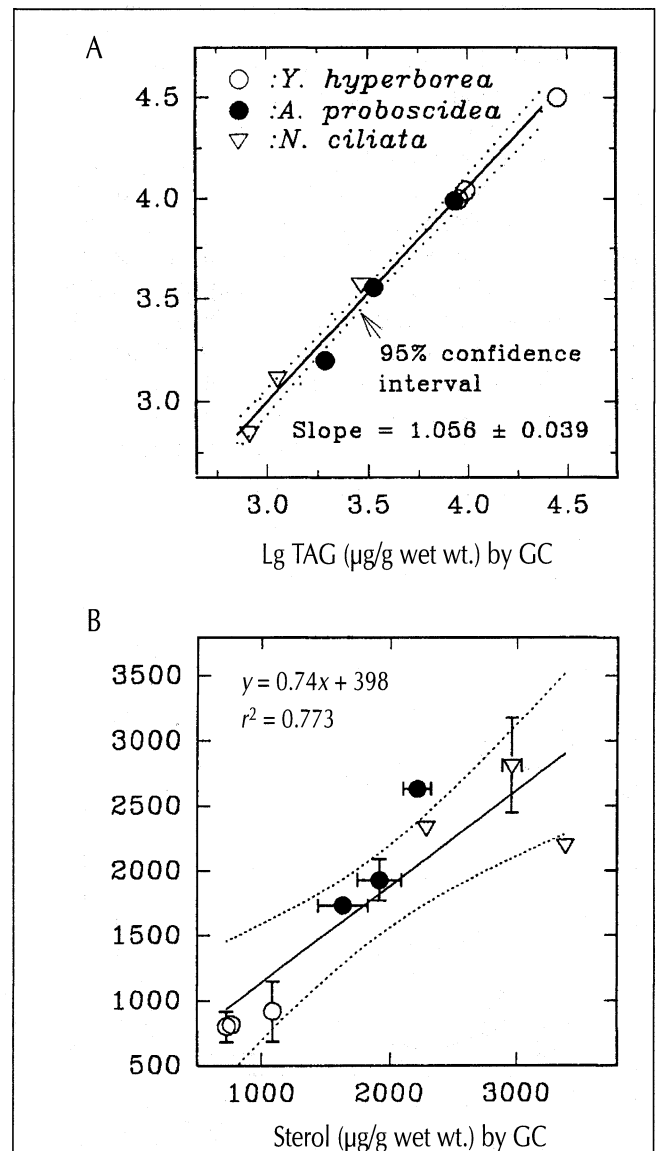 A
○ :Y. hyperborea
● :A. proboscidea
▽ :N. ciliata
4.5
4.0
3.5
3.0
95% confidence
interval
Slope = 1.056 ± 0.039
3.0 3.5 4.0 4.5
Lg TAG (µg/g wet wt.) by GC
B
y = 0.74x + 398
r² = 0.773
3500
3000
2500
2000
1500
1000
500
1000 2000 3000
Sterol (µg/g wet wt.) by GC